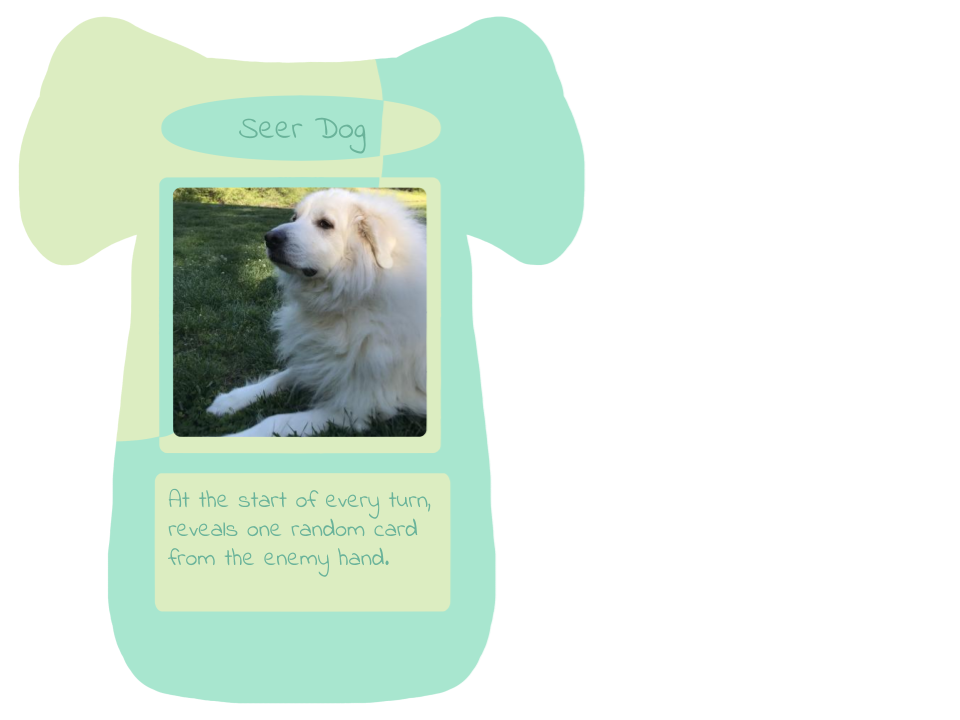 Seer Dog
At the start of every turn,
reveals one random card
from the enemy hand.